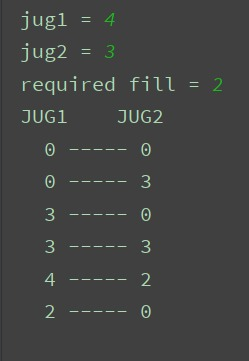 jug1 = 4
jug2 = 3
required fill = 2
JUG1    JUG2
  0 ----- 0
  0 ----- 3
  3 ----- 0
  3 ----- 3
  4 ----- 2
  2 ----- 0